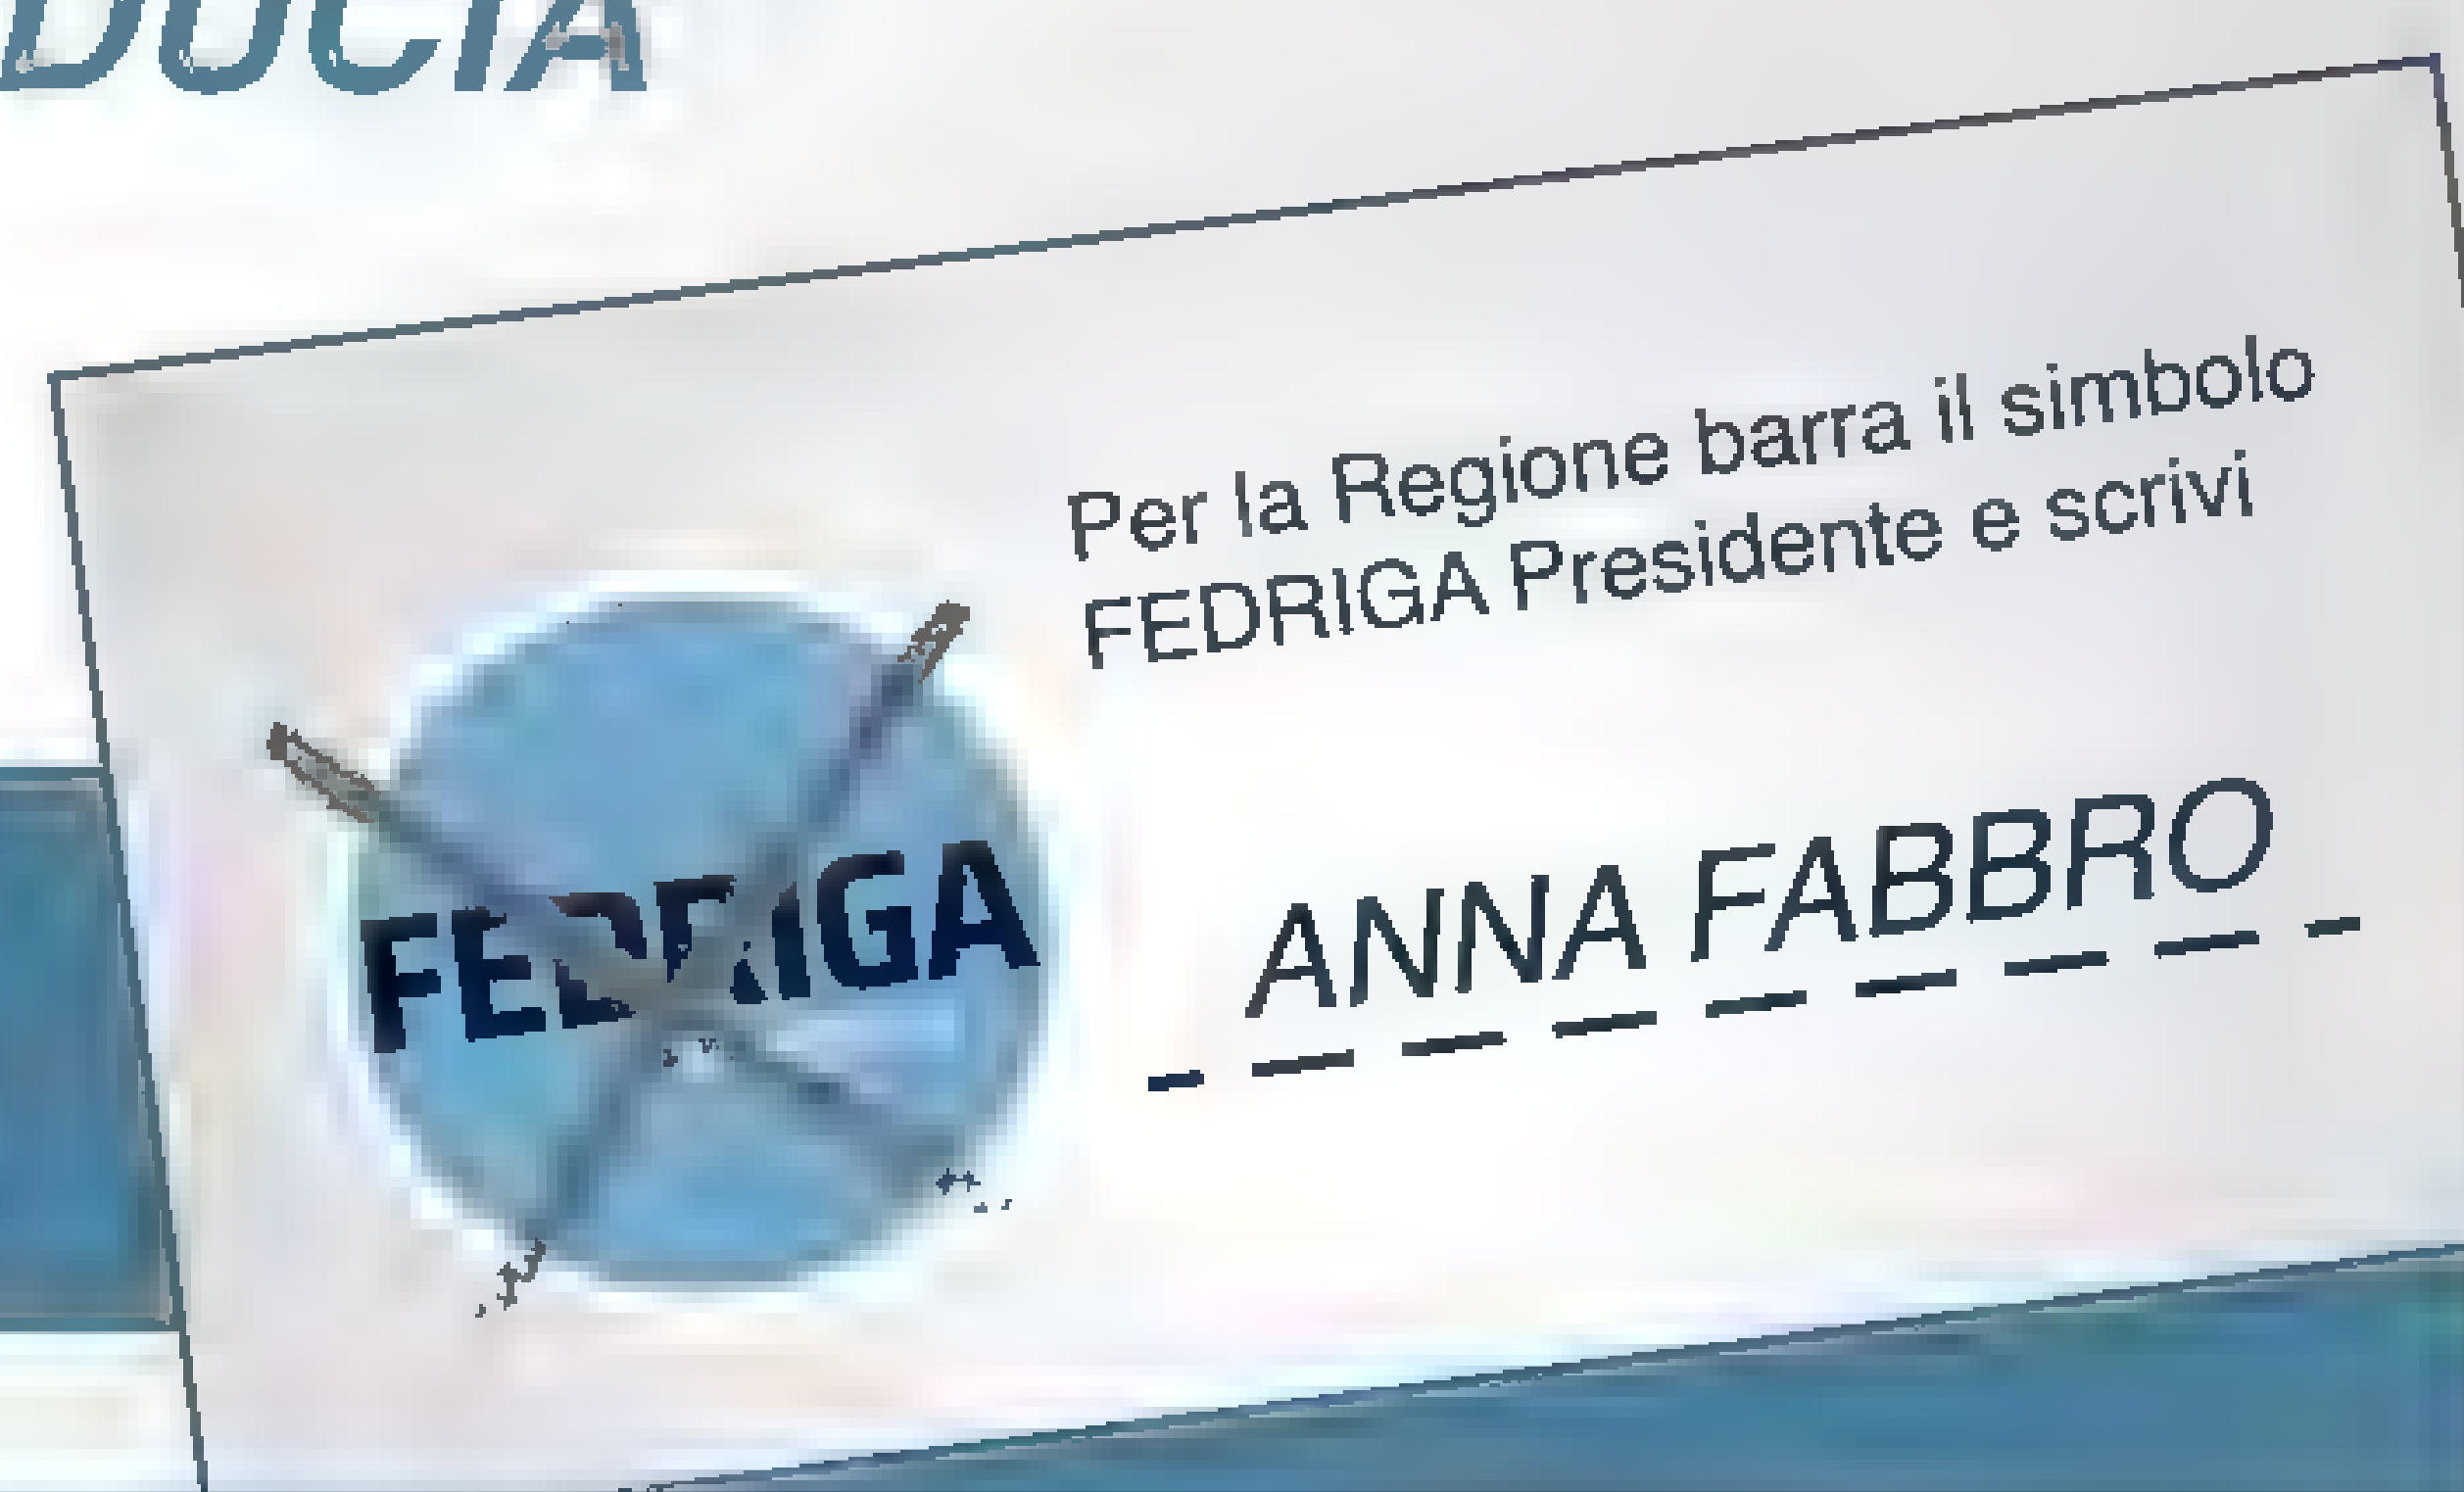 DUCIA
Per la Regione barra il simbolo
FEDRIGA Presidente e scrivi
FEDRIGA
ANNA FABBRO